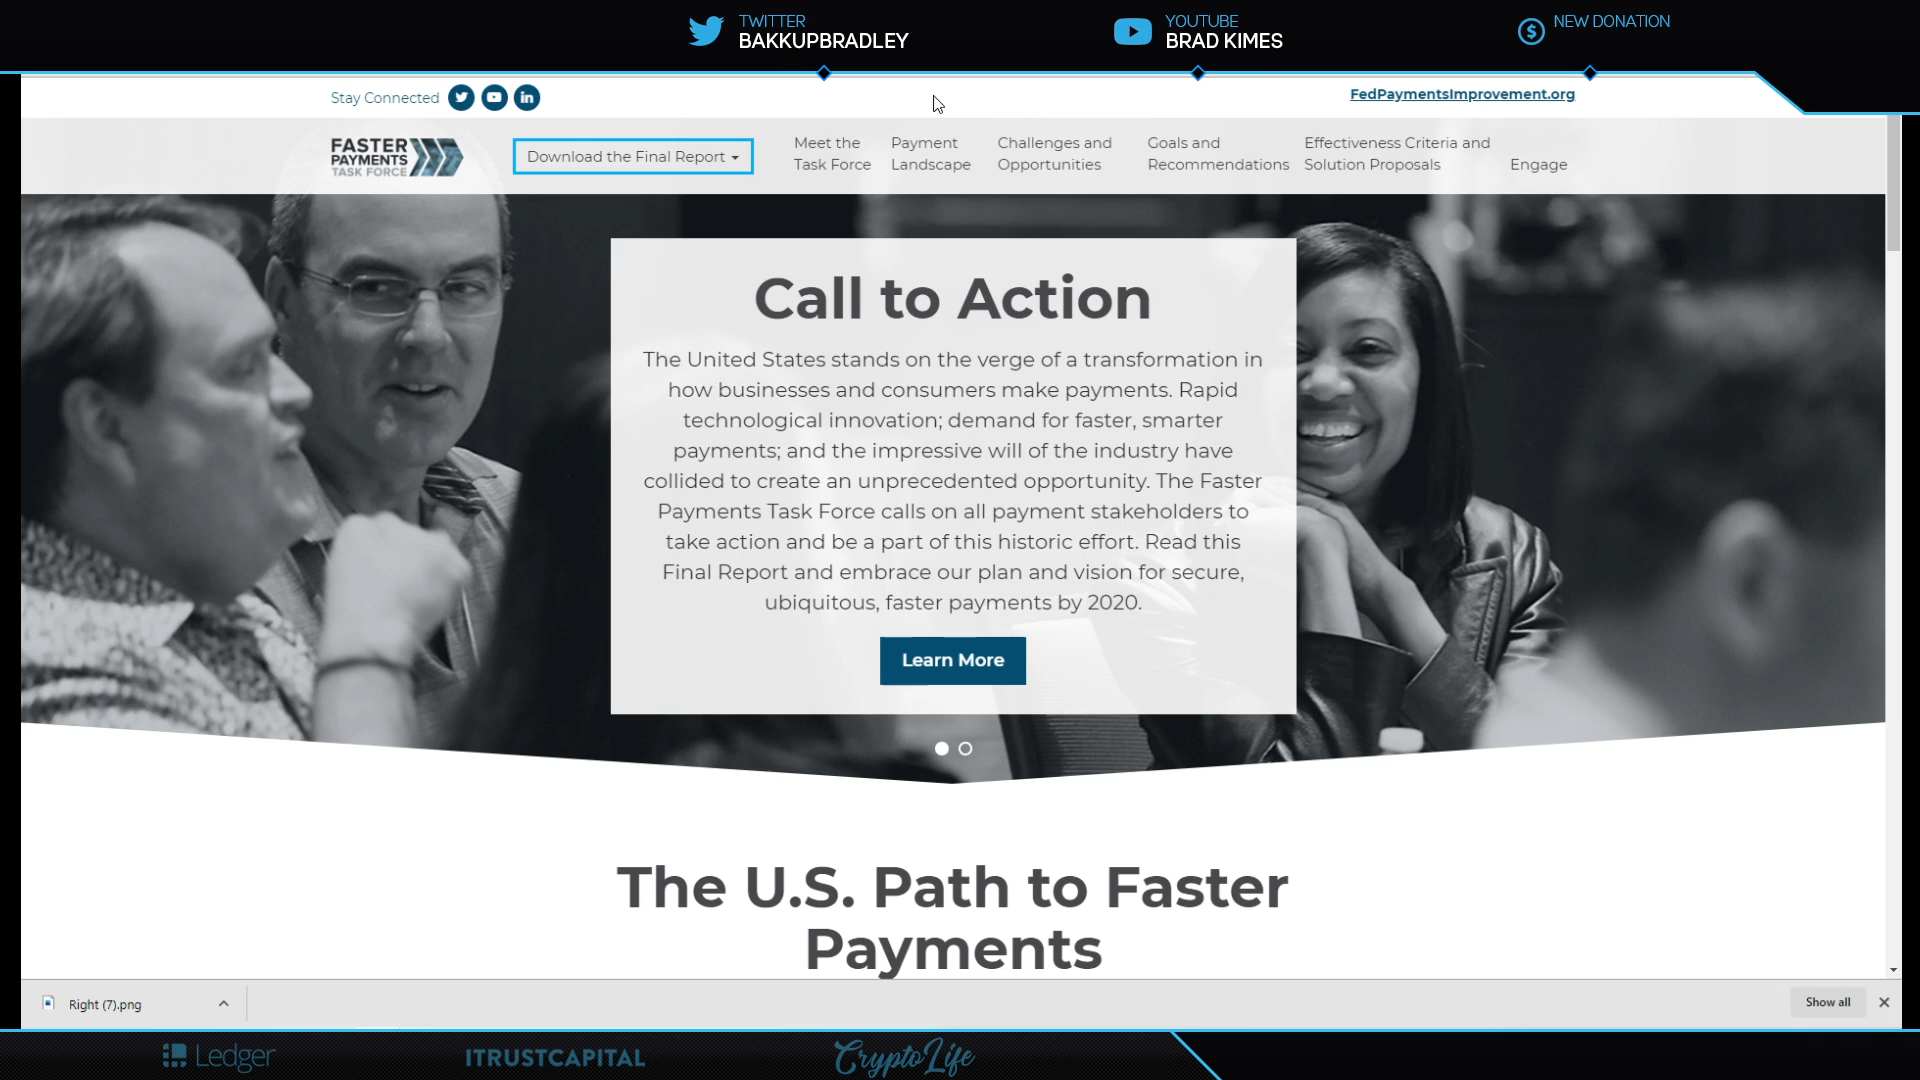 TWITTER
BAKKUPBRADLEY
YOUTUBE
BRAD KIMES
NEW DONATION
Stay Connected
FedPaymentsImprovement.org
FASTER
PAYMENTS
TASK FORCE
Download the Final Report
Meet the
Task Force
Payment
Landscape
Challenges and
Opportunities
Goals and
Recommendations
Effectiveness Criteria and
Solution Proposals
Engage
Call to Action
The United States stands on the verge of a transformation in
how businesses and consumers make payments. Rapid
technological innovation; demand for faster, smarter
payments; and the impressive will of the industry have
collided to create an unprecedented opportunity. The Faster
Payments Task Force calls on all payment stakeholders to
take action and be a part of this historic effort. Read this
Final Report and embrace our plan and vision for secure,
ubiquitous, faster payments by 2020.
Learn More
The U.S. Path to Faster
Payments
Right (7).png
Show all
Ledger
ITRUSTCAPITAL
CryptoLife